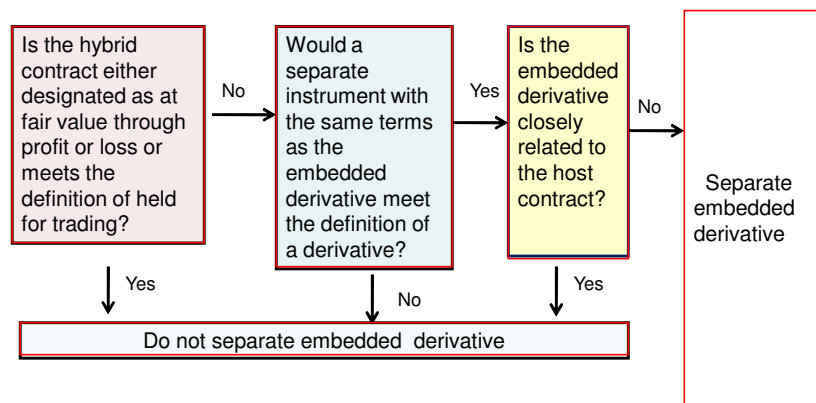 Is the hybrid
contract either
designated as at
fair value through
profit or loss or
meets the
definition of held
for trading?
No
Would a
separate
instrument with
the same terms
as the
embedded
derivative meet
the definition of
a derivative?
Yes
Is the
embedded
derivative
closely
related to
the host
contract?
No
Separate
embedded
derivative
Yes
No
Yes
Do not separate embedded derivative